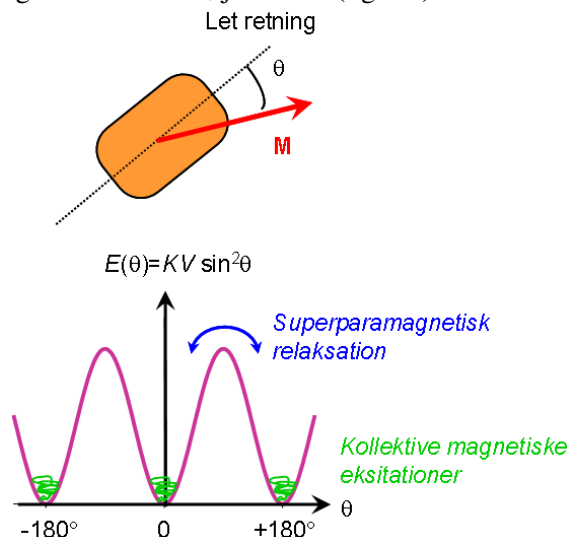 Let retning
θ
M
E(θ)=KV sin²θ
Superparamagnetisk
relaksation
Kollektive magnetiske
eksitationer
θ
-180° 0 +180°